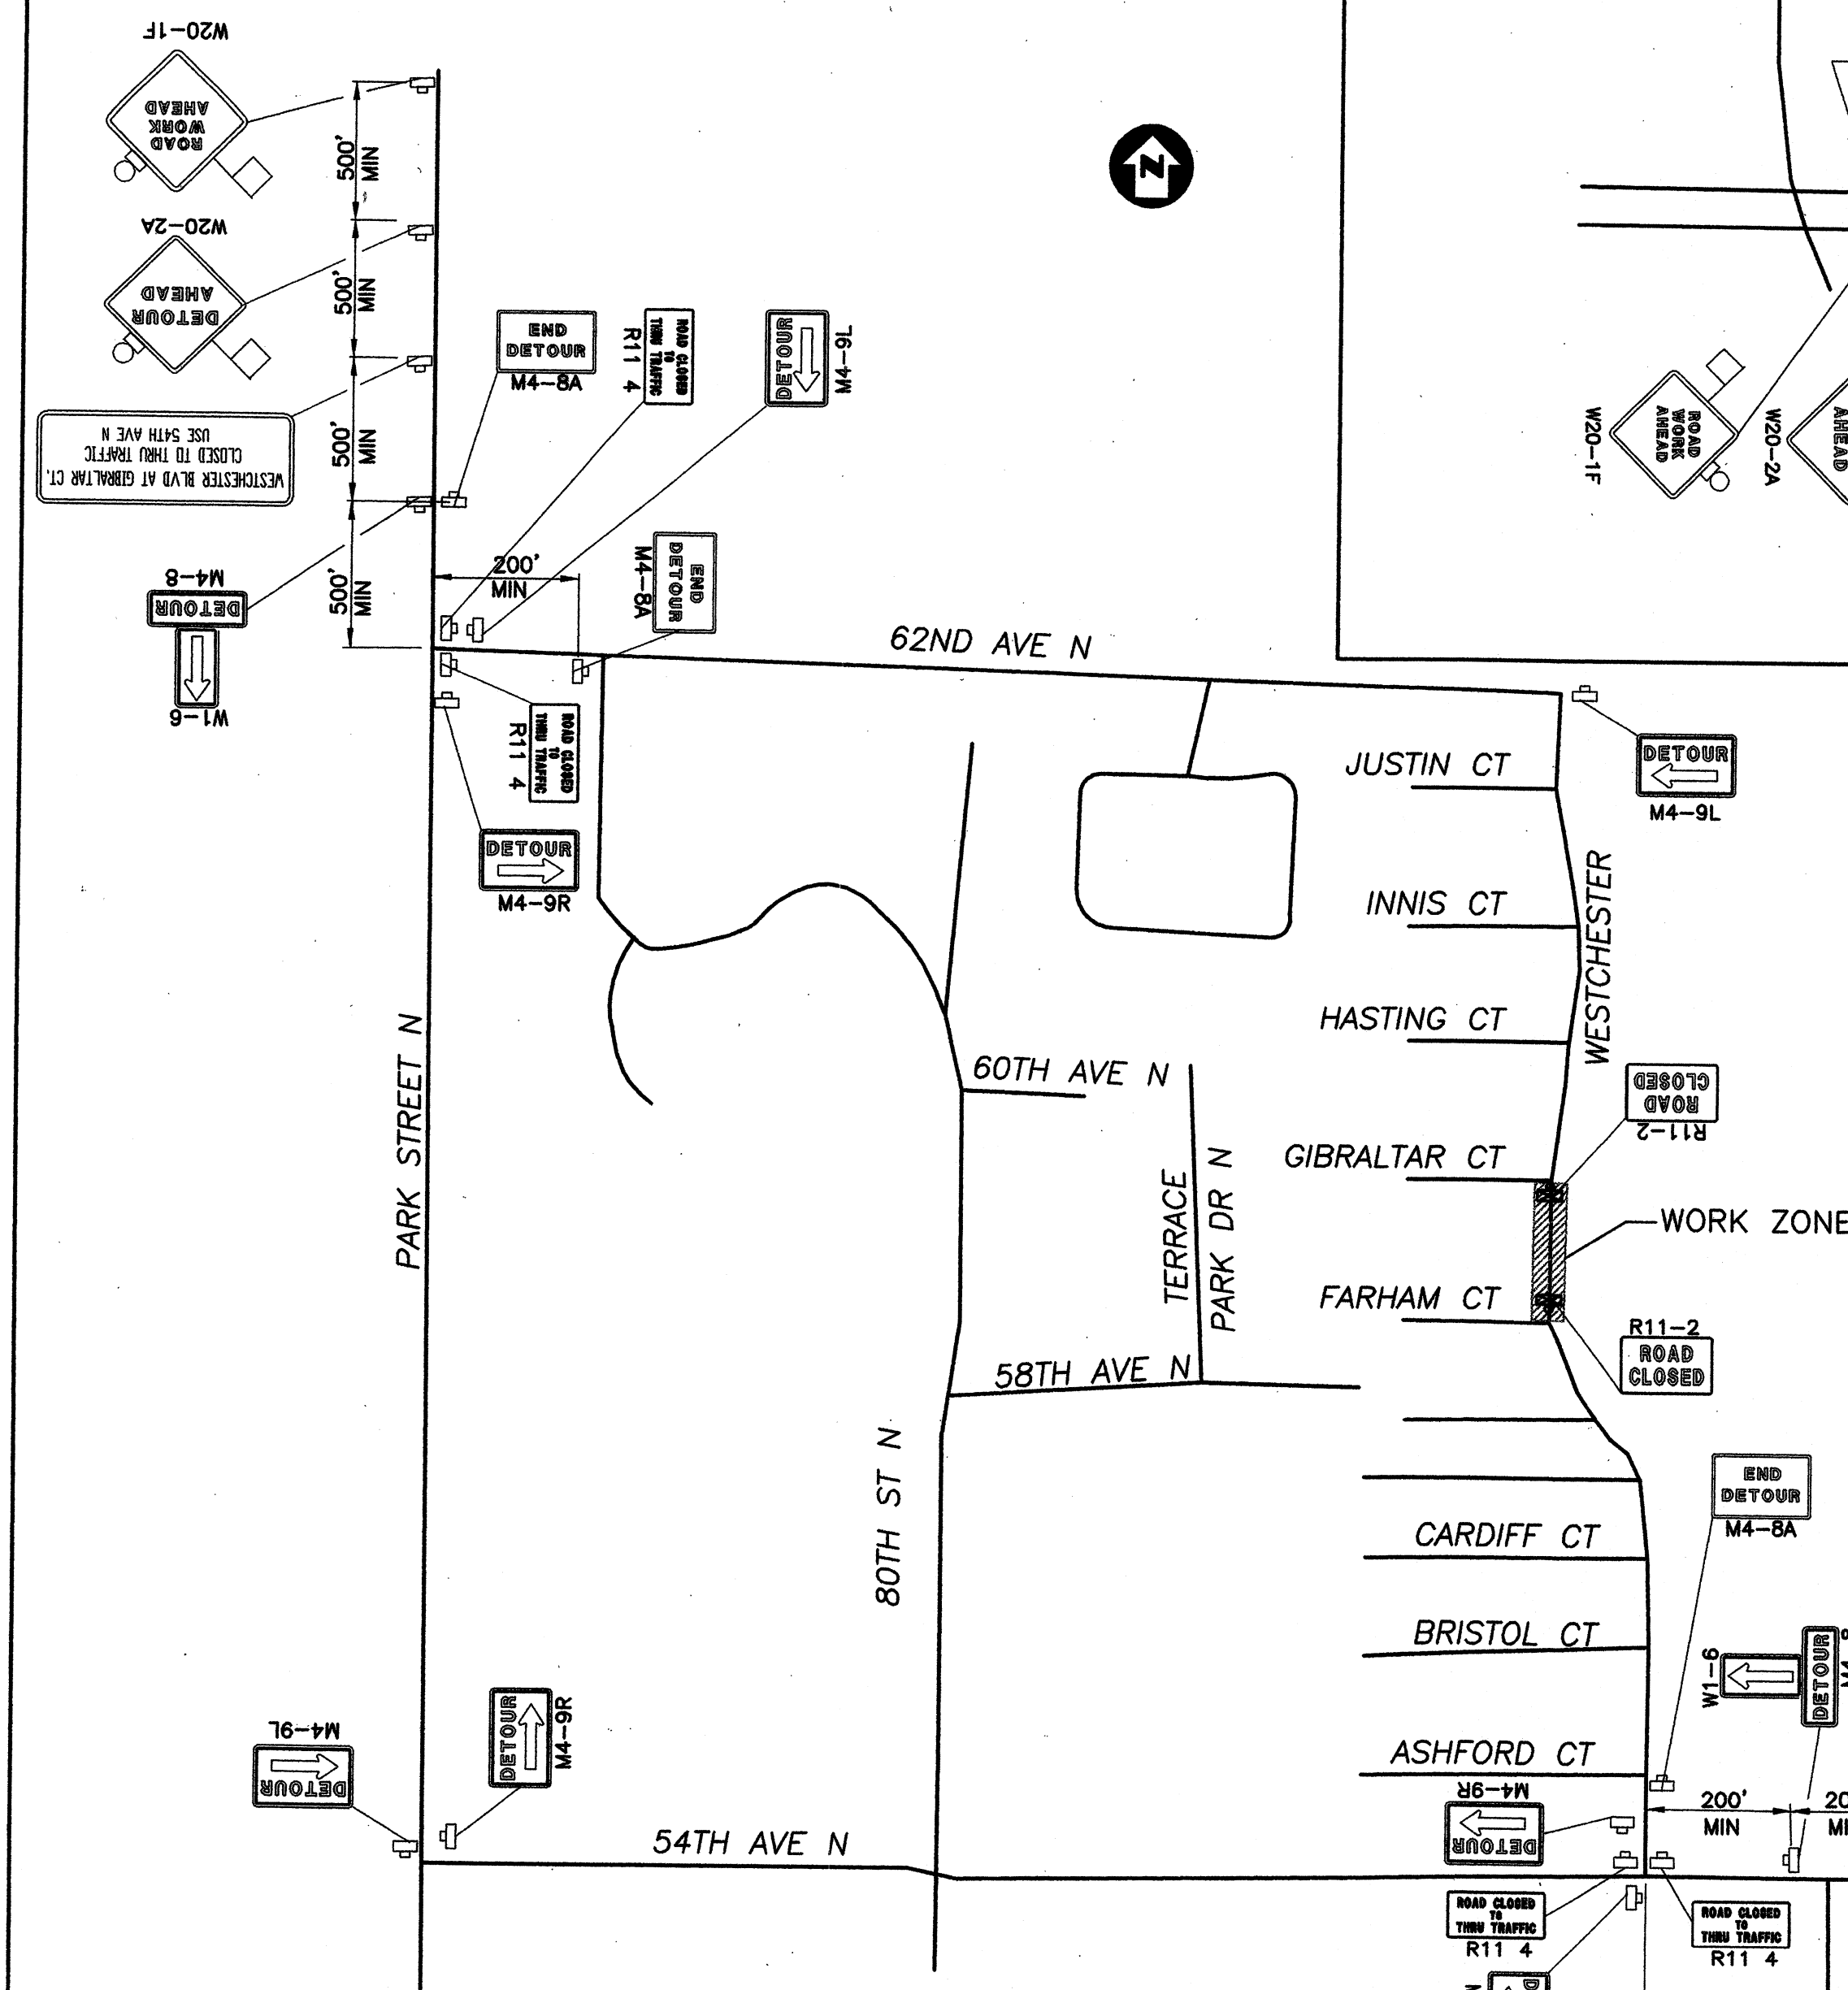 W20-1F
ROAD
WORK
AHEAD
500'
MIN
W20-2A
DETOUR
AHEAD
500'
MIN
WESTCHESTER BLVD AT GIBRALTAR CT.
CLOSED TO THRU TRAFFIC
USE 54TH AVE N
500'
MIN
M4-8
DETOUR
W1-6
500'
MIN
END
DETOUR
M4-8A
ROAD CLOSED
TO
THRU TRAFFIC
R11 4
DETOUR
M4-9L
N
200'
MIN
END
DETOUR
M4-8A
62ND AVE N
ROAD CLOSED
TO
THRU TRAFFIC
R11 4
DETOUR
M4-9R
ROAD
WORK
AHEAD
W20-1F
W20-2A
AHEAD
DETOUR
M4-9L
JUSTIN CT
INNIS CT
WESTCHESTER
HASTING CT
PARK STREET N
60TH AVE N
TERRACE
PARK DR N
ROAD
CLOSED
R11-2
GIBRALTAR CT
WORK ZONE
FARHAM CT
R11-2
ROAD
CLOSED
58TH AVE N
80TH ST N
END
DETOUR
M4-8A
CARDIFF CT
BRISTOL CT
W1-6
DETOUR
ASHFORD CT
M4-9L
DETOUR
DETOUR
M4-9R
54TH AVE N
M4-9R
DETOUR
200'
MIN
ROAD CLOSED
TO
THRU TRAFFIC
R11 4
ROAD CLOSED
TO
THRU TRAFFIC
R11 4